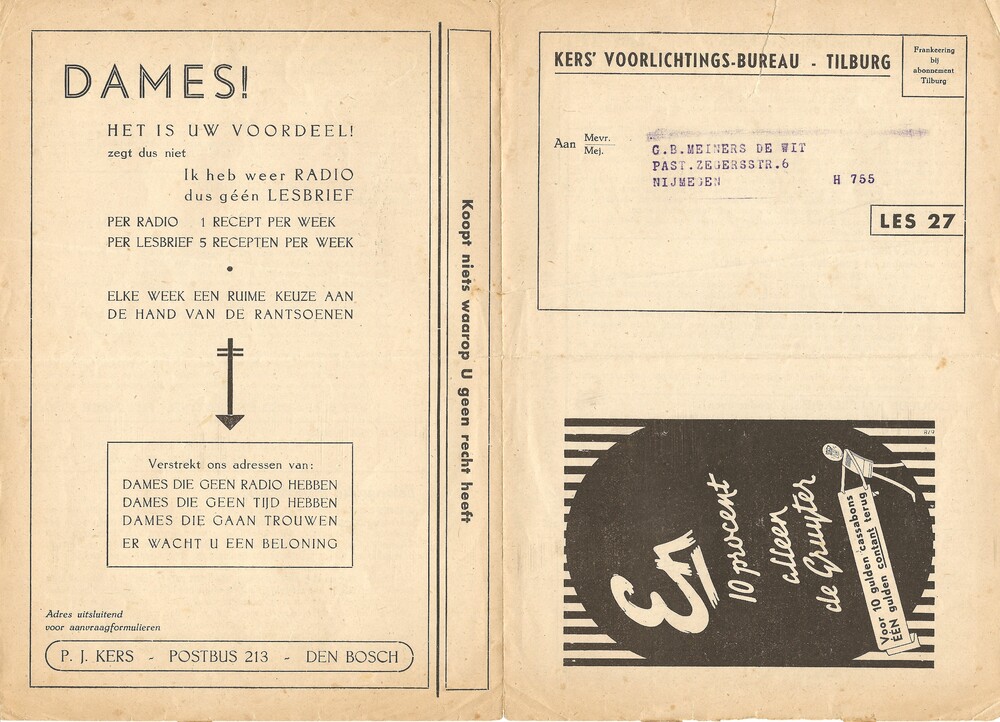 DAMES!
HET IS UW VOORDEEL!
zegt dus niet
Ik heb weer RADIO
dus géén LESBRIEF
PER RADIO 1 RECEPT PER WEEK
PER LESBRIEF 5 RECEPTEN PER WEEK
ELKE WEEK EEN RUIME KEUZE AAN
DE HAND VAN DE RANTSOENEN
Verstrekt ons adressen van:
DAMES DIE GEEN RADIO HEBBEN
DAMES DIE GEEN TIJD HEBBEN
DAMES DIE GAAN TROUWEN
ER WACHT U EEN BELONING
Adres uitsluitend
voor aanvraagformulieren
P. J. KERS - POSTBUS 213 - DEN BOSCH
Koopt niets waarop U geen recht heeft
KERS' VOORLICHTINGS-BUREAU - TILBURG
Frankeering
bij
abonnement
Tilburg
Aan Mevr.
Mej.
G.B.MEINERS DE WIT
PAST.ZEGERSSTR.6
NIJMEGEN H 755
LES 27
En
10 procent
alleen
de Gruyter
Voor 10 gulden cassabons
ÉÉN gulden contant terug